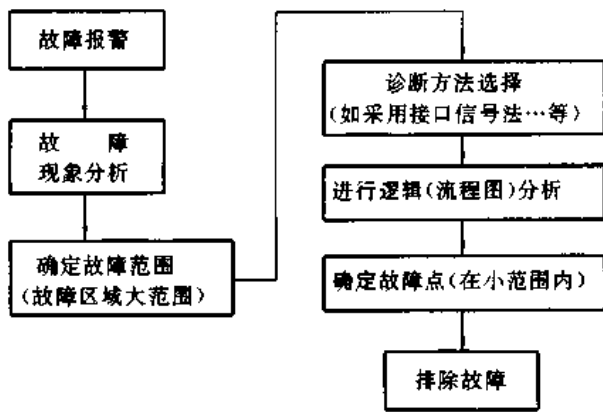 故障报警
故 障
现象分析
确定故障范围
(故障区域大范围)
诊断方法选择
(如采用接口信号法…等)
进行逻辑(流程图)分析
确定故障点(在小范围内)
排除故障